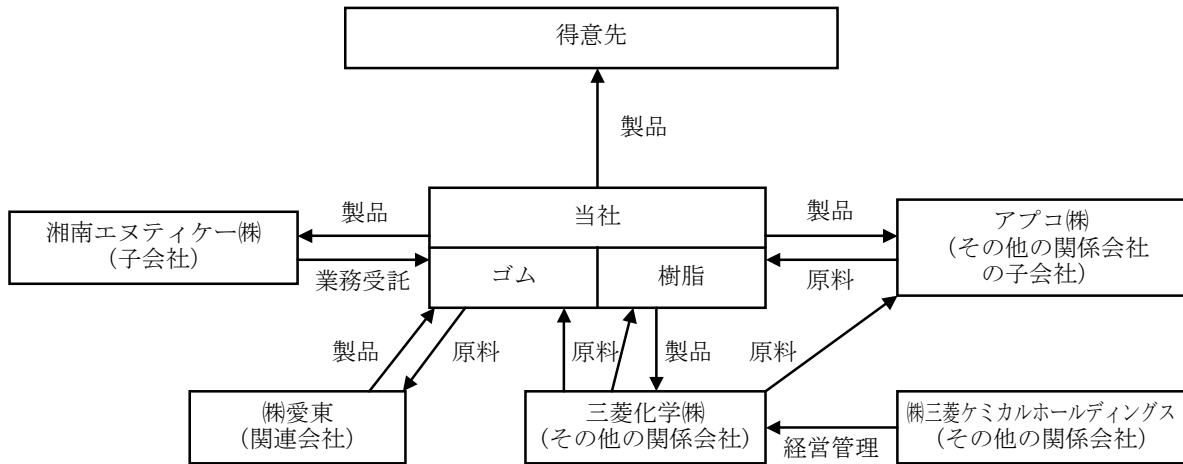 得意先
製品
当社
ゴム
樹脂
湘南エヌティケー㈱
(子会社)
製品
業務受託
製品
原料
アプコ㈱
(その他の関係会社
の子会社)
製品
原料
原料
製品
原料
㈱愛東
(関連会社)
三菱化学㈱
(その他の関係会社)
経営管理
㈱三菱ケミカルホールディングス
(その他の関係会社)